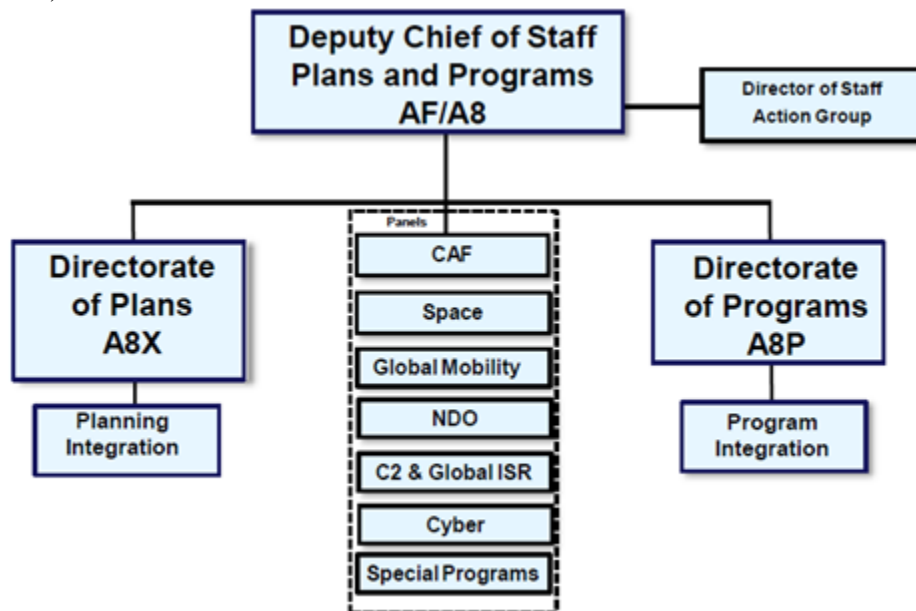 Deputy Chief of Staff
Plans and Programs
AF/A8
Director of Staff
Action Group
Directorate
of Plans
A8X
Planning
Integration
Panels
CAF
Space
Global Mobility
NDO
C2 & Global ISR
Cyber
Special Programs
Directorate
of Programs
A8P
Program
Integration